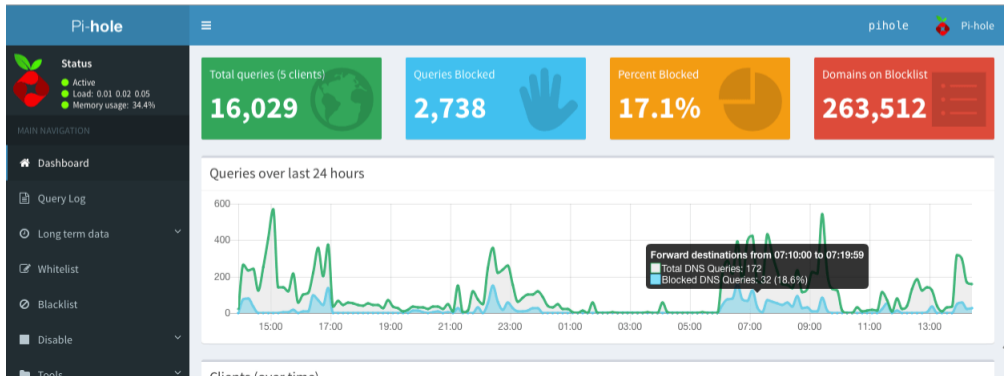 Pi-hole
pihole
Pi-hole
Status
Active
Load: 0.01 0.02 0.05
Memory usage: 34.4%
MAIN NAVIGATION
Dashboard
Query Log
Long term data
Whitelist
Blacklist
Disable
Tools
Total queries (5 clients)
16,029
Queries Blocked
2,738
Percent Blocked
17.1%
Domains on Blocklist
263,512
Queries over last 24 hours
600
400
200
0
Forward destinations from 07:10:00 to 07:19:59
Total DNS Queries: 172
Blocked DNS Queries: 32 (18.6%)
15:00 17:00 19:00 21:00 23:00 01:00 03:00 05:00 07:00 09:00 11:00 13:00
Clients (over time)